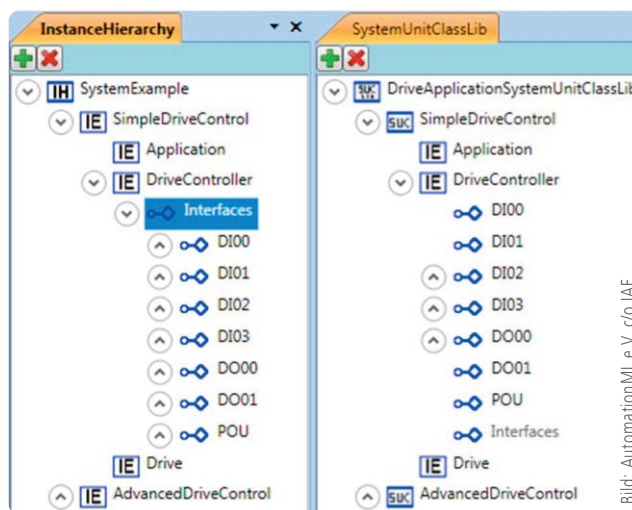 InstanceHierarchy
IH SystemExample
IE SimpleDriveControl
IE Application
IE DriveController
Interfaces
DI00
DI01
DI02
DI03
DO00
DO01
POU
IE Drive
IE AdvancedDriveControl
SystemUnitClassLib
SUC LIB DriveApplicationSystemUnitClassLib
SUC SimpleDriveControl
IE Application
IE DriveController
DI00
DI01
DI02
DI03
DO00
DO01
POU
Interfaces
IE Drive
SUC AdvancedDriveControl
Bild: AutomationML e.V. c/o IAF